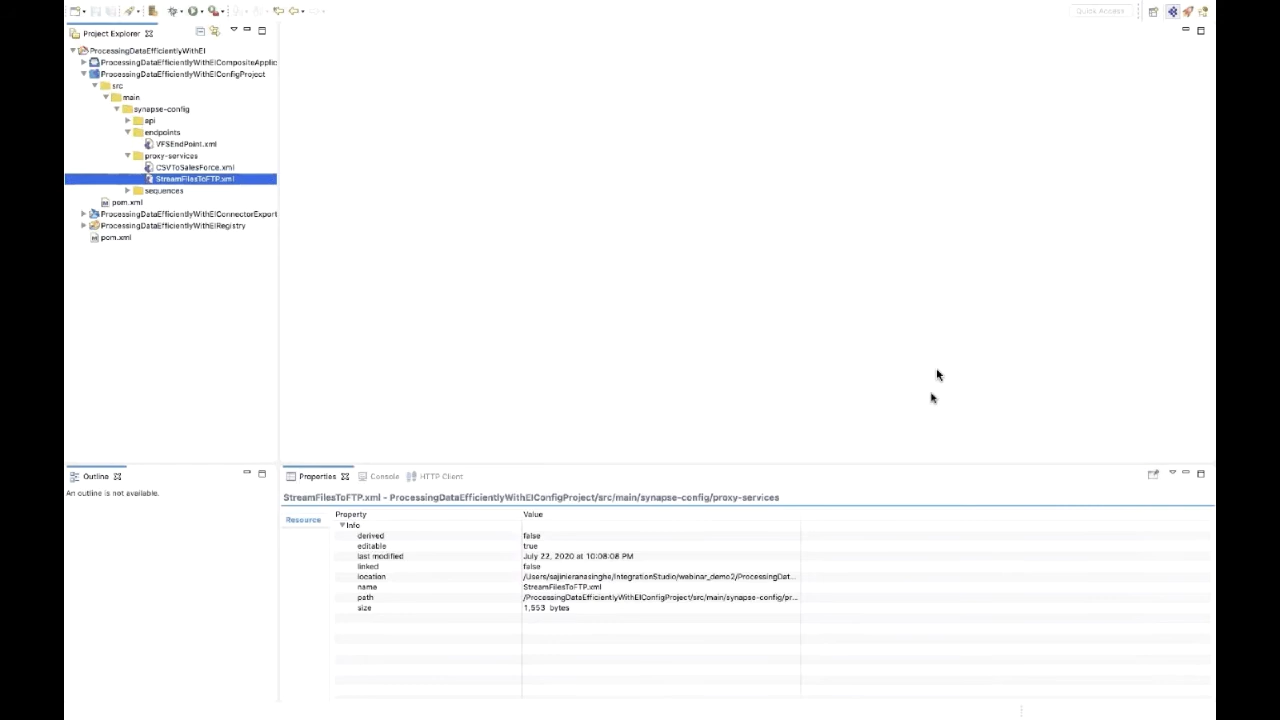 Quick Access
Project Explorer
ProcessingDataEfficientlyWithEI
ProcessingDataEfficientlyWithEICompositeApplic
ProcessingDataEfficientlyWithEIConfigProject
src
main
synapse-config
api
endpoints
VFSEndPoint.xml
proxy-services
CSVToSalesForce.xml
StreamFilesToFTP.xml
sequences
pom.xml
ProcessingDataEfficientlyWithEIConnectorExport
ProcessingDataEfficientlyWithEIRegistry
pom.xml
Outline
An outline is not available.
Properties Console HTTP Client
StreamFilesToFTP.xml - ProcessingDataEfficientlyWithEIConfigProject/src/main/synapse-config/proxy-services
Resource
Property Value
Info
derived false
editable true
last modified July 22, 2020 at 10:08:08 PM
linked false
location /Users/sajinieranasinghe/IntegrationStudio/webinar_demo2/ProcessingDat...
name StreamFilesToFTP.xml
path /ProcessingDataEfficientlyWithEIConfigProject/src/main/synapse-config/pr...
size 1,553 bytes